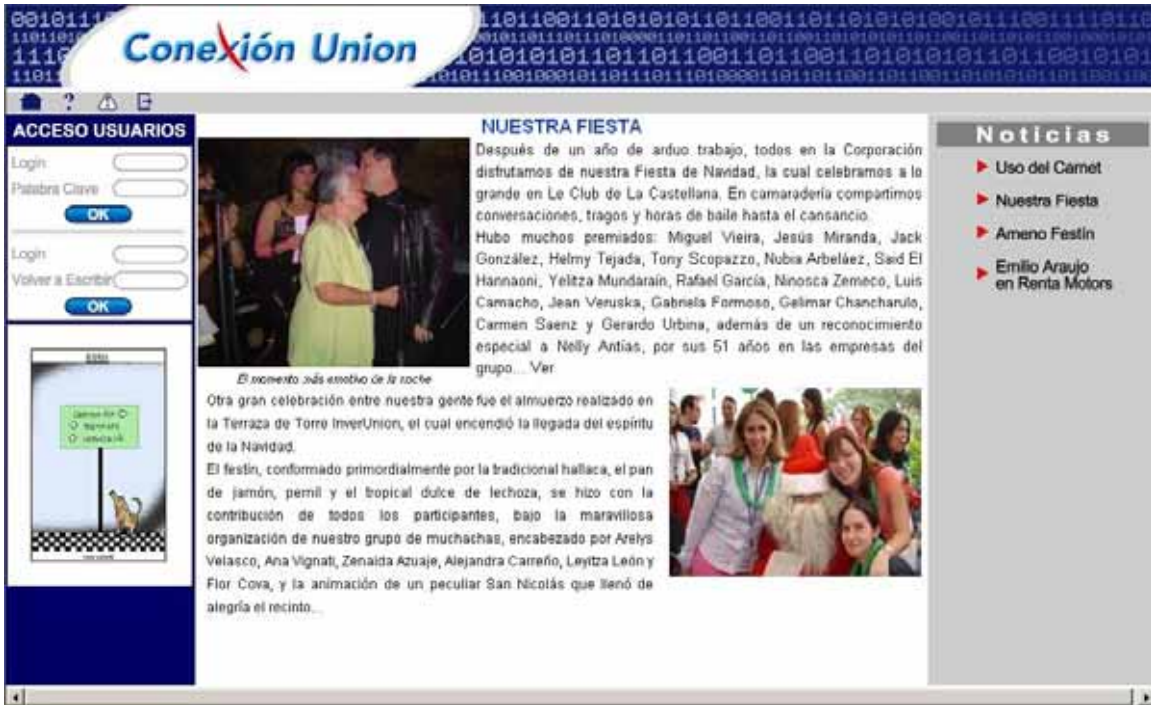 Conexión Union
?
ACCESO USUARIOS
Login
Palabra Clave
OK
Login
Volver a Escribir
OK
NUESTRA FIESTA
Después de un año de arduo trabajo, todos en la Corporación
disfrutamos de nuestra Fiesta de Navidad, la cual celebramos a lo
grande en Le Club de La Castellana. En camaradería compartimos
conversaciones, tragos y horas de baile hasta el cansancio.
Hubo muchos premiados: Miguel Vieira, Jesús Miranda, Jack
González, Helmy Tejada, Tony Scopazzo, Nubia Arbeláez, Said El
Hannaoni, Yelitza Mundaraín, Rafael García, Ninosca Zemeco, Luis
Camacho, Jean Veruska, Gabriela Formoso, Gelimar Chancharulo,
Carmen Saenz y Gerardo Urbina, además de un reconocimiento
especial a Nelly Antías, por sus 51 años en las empresas del
grupo... Ver
El momento más emotivo de la noche
Otra gran celebración entre nuestra gente fue el almuerzo realizado en
la Terraza de Torre InverUnion, el cual encendió la llegada del espíritu
de la Navidad.
El festín, conformado primordialmente por la tradicional hallaca, el pan
de jamón, pernil y el tropical dulce de lechoza, se hizo con la
contribución de todos los participantes, bajo la maravillosa
organización de nuestro grupo de muchachas, encabezado por Arelys
Velasco, Ana Vignati, Zenaida Azuaje, Alejandra Carreño, Leyitza León y
Flor Cova, y la animación de un peculiar San Nicolás que llenó de
alegría el recinto...
Noticias
Uso del Carnet
Nuestra Fiesta
Ameno Festín
Emilio Araujo
en Renta Motors